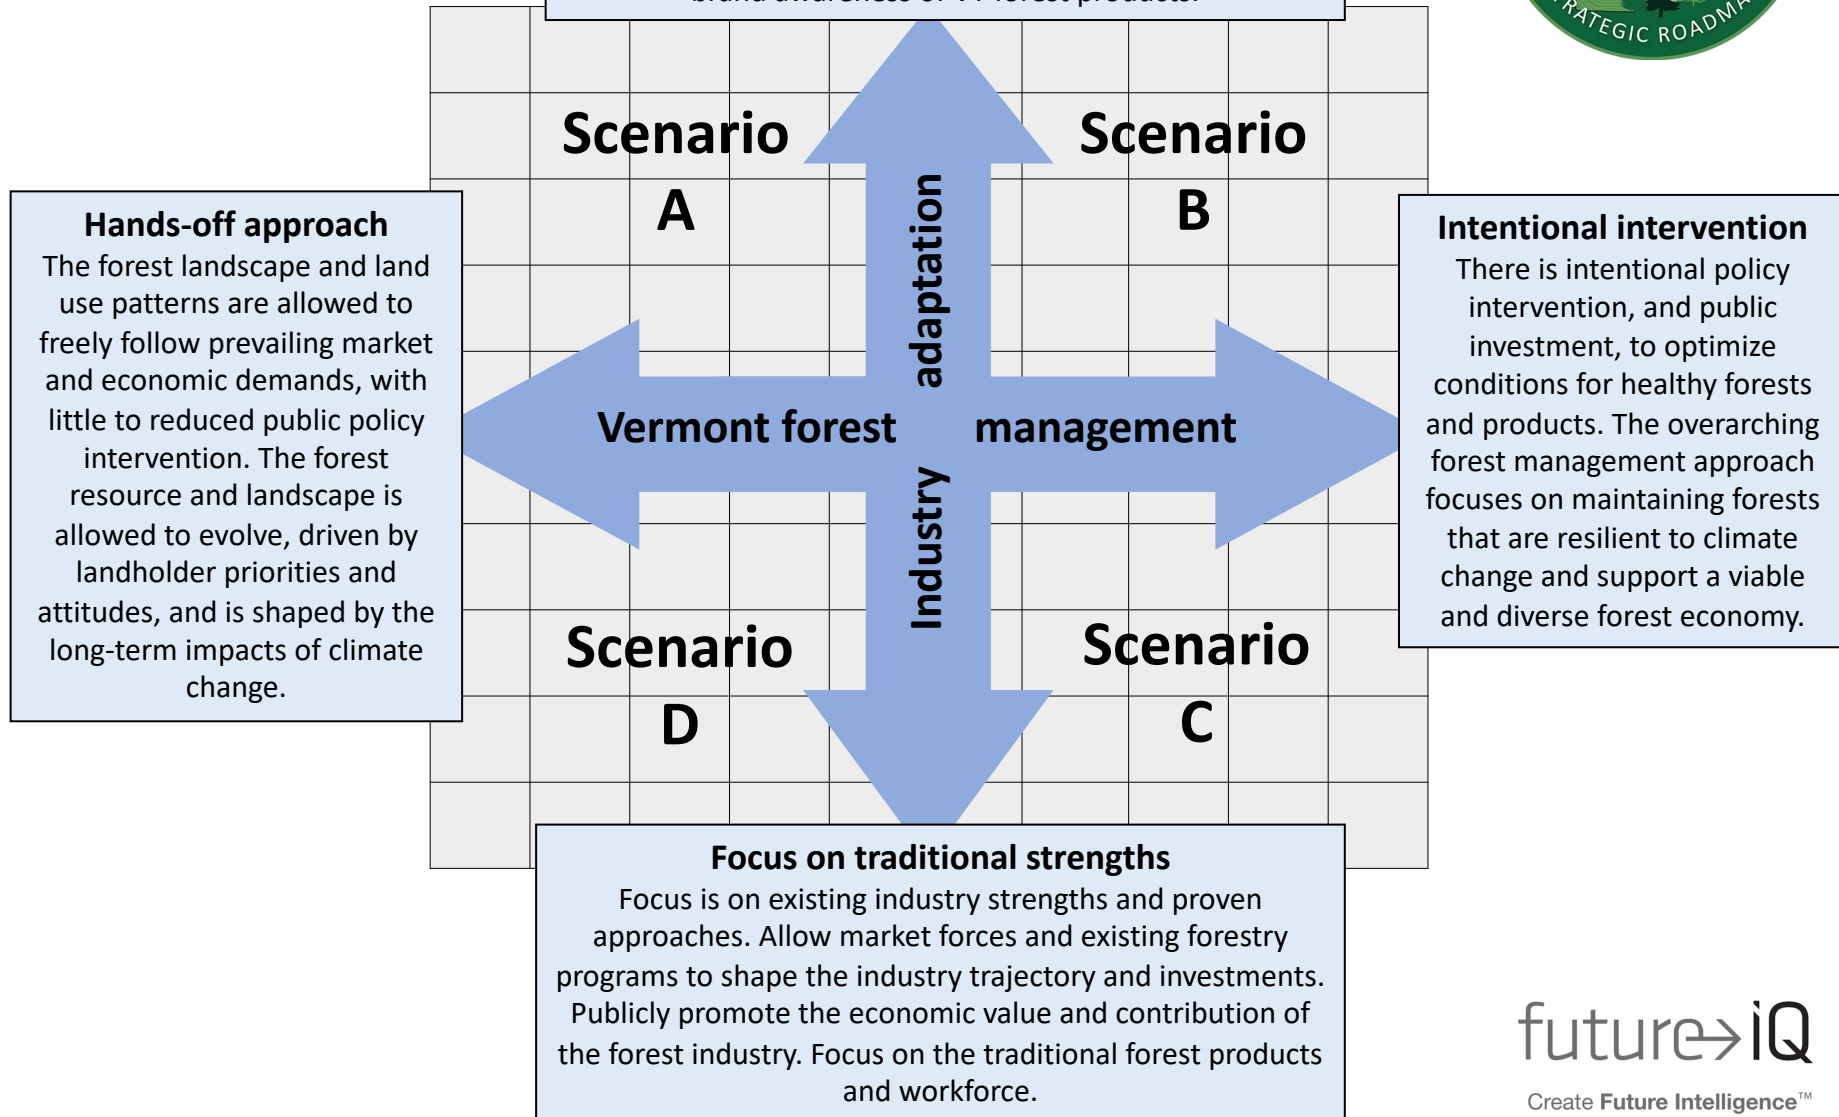 brand awareness of VT forest products.
STRATEGIC ROADMAP
Scenario
A
Scenario
B
Hands-off approach
The forest landscape and land
use patterns are allowed to
freely follow prevailing market
and economic demands, with
little to reduced public policy
intervention. The forest
resource and landscape is
allowed to evolve, driven by
landholder priorities and
attitudes, and is shaped by the
long-term impacts of climate
change.
Industry adaptation
Vermont forest management
Intentional intervention
There is intentional policy
intervention, and public
investment, to optimize
conditions for healthy forests
and products. The overarching
forest management approach
focuses on maintaining forests
that are resilient to climate
change and support a viable
and diverse forest economy.
Scenario
D
Scenario
C
Focus on traditional strengths
Focus is on existing industry strengths and proven
approaches. Allow market forces and existing forestry
programs to shape the industry trajectory and investments.
Publicly promote the economic value and contribution of
the forest industry. Focus on the traditional forest products
and workforce.
future→iQ
Create Future Intelligence™